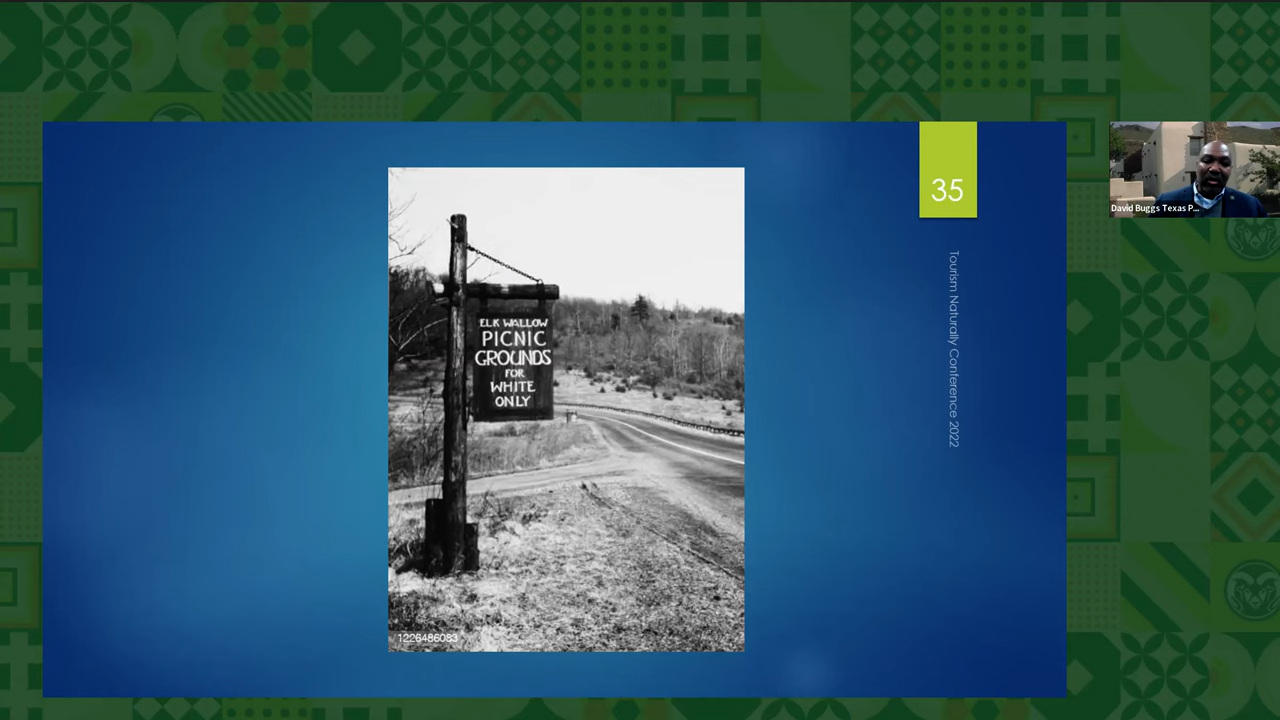 35
Tourism Naturally Conference 2022
ELK WALLOW
PICNIC
GROUNDS
FOR
WHITE
ONLY
1226486083
David Buggs Texas P...